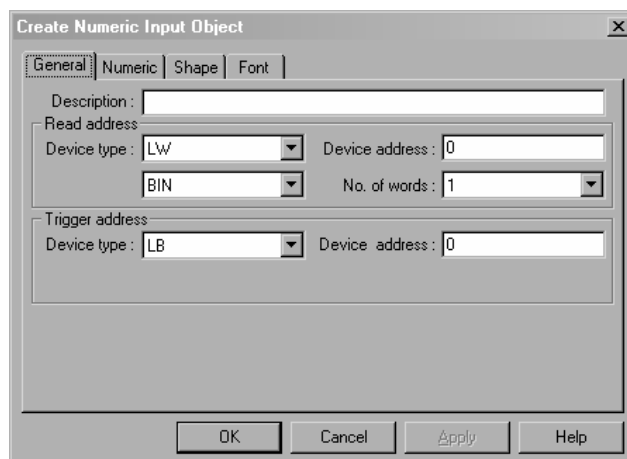 Create Numeric Input Object
General Numeric Shape Font
Description :
Read address
Device type : LW Device address : 0
BIN No. of words : 1
Trigger address
Device type : LB Device address : 0
OK Cancel Apply Help